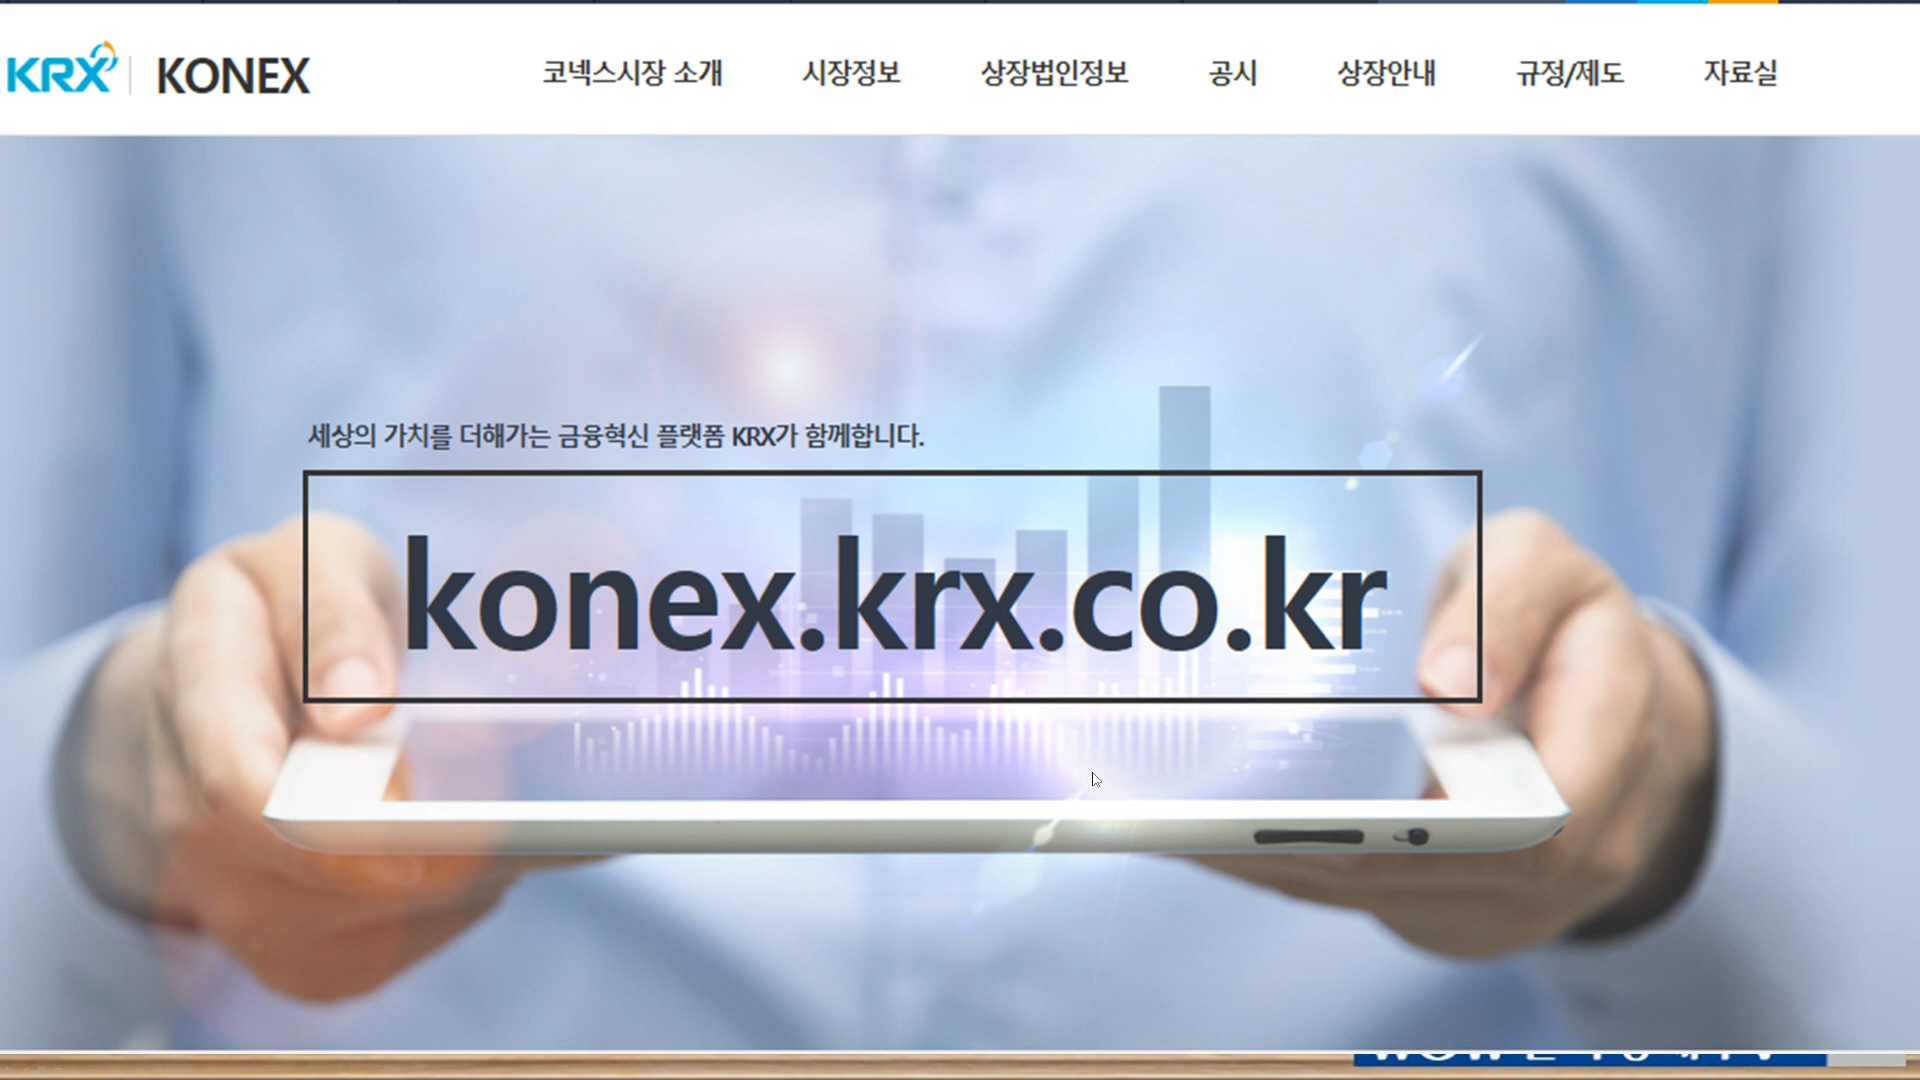 KRX KONEX 코넥스시장 소개 시장정보 상장법인정보 공시 상장안내 규정/제도 자료실
세상의 가치를 더해가는 금융혁신 플랫폼 KRX가 함께합니다.
konex.krx.co.kr